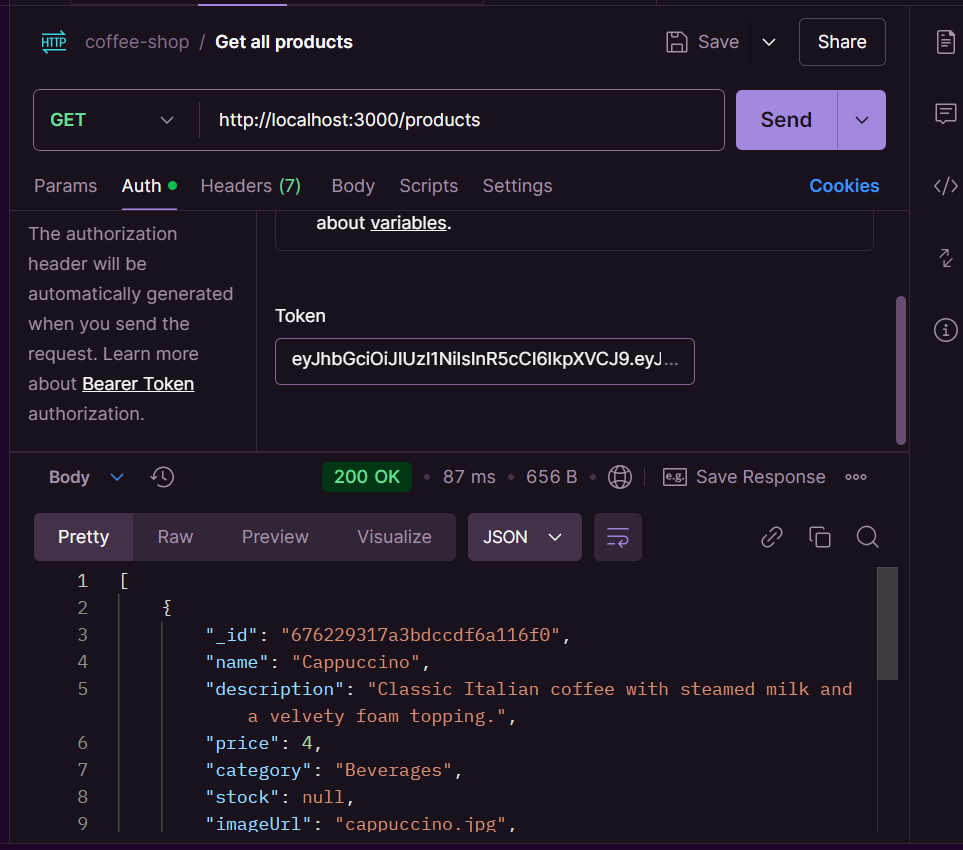 HTTP coffee-shop / Get all products Save Share
GET http://localhost:3000/products Send
Params Auth Headers (7) Body Scripts Settings Cookies
The authorization
header will be
automatically generated
when you send the
request. Learn more
about Bearer Token
authorization.
about variables.
Token
eyJhbGciOiJIUzI1NiIsInR5cCI6IkpXVCJ9.eyJ...
Body 200 OK • 87 ms • 656 B • e.g. Save Response
Pretty Raw Preview Visualize JSON
1 [
2 {
3 "_id": "676229317a3bdccdf6a116f0",
4 "name": "Cappuccino",
5 "description": "Classic Italian coffee with steamed milk and
a velvety foam topping.",
6 "price": 4,
7 "category": "Beverages",
8 "stock": null,
9 "imageUrl": "cappuccino.jpg",